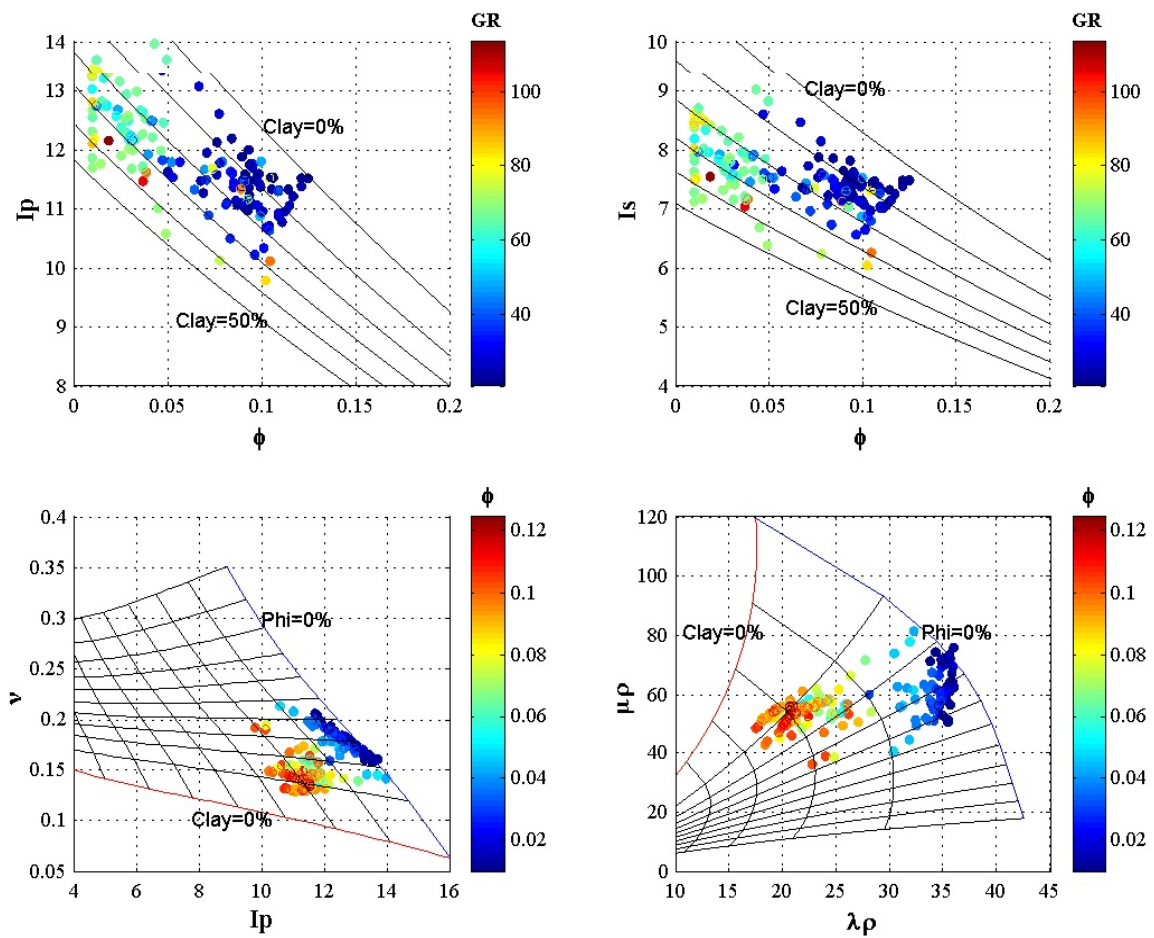 GR
GR
14
13
12
11
10
9
8
Ip
Clay=0%
Clay=50%
100
80
60
40
0 0.05 0.1 0.15 0.2
ϕ
10
9
8
7
6
5
4
Is
Clay=0%
Clay=50%
100
80
60
40
0 0.05 0.1 0.15 0.2
ϕ
ϕ
0.4
0.35
0.3
0.25
0.2
0.15
0.1
0.05
ν
Phi=0%
Clay=0%
0.12
0.1
0.08
0.06
0.04
0.02
4 6 8 10 12 14 16
Ip
ϕ
120
100
80
60
40
20
0
μρ
Clay=0%
Phi=0%
0.12
0.1
0.08
0.06
0.04
0.02
10 15 20 25 30 35 40 45
λρ